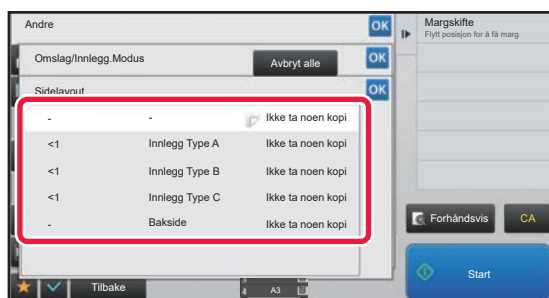 Andre
OK
Margskifte
Flytt posisjon for å få marg
Omslag/Innlegg.Modus
Avbryt alle
OK
Sidelayout
OK
- - Ikke ta noen kopi
<1 Innlegg Type A Ikke ta noen kopi
<1 Innlegg Type B Ikke ta noen kopi
<1 Innlegg Type C Ikke ta noen kopi
- Bakside Ikke ta noen kopi
Forhåndsvis
CA
Tilbake
4 A3
Start